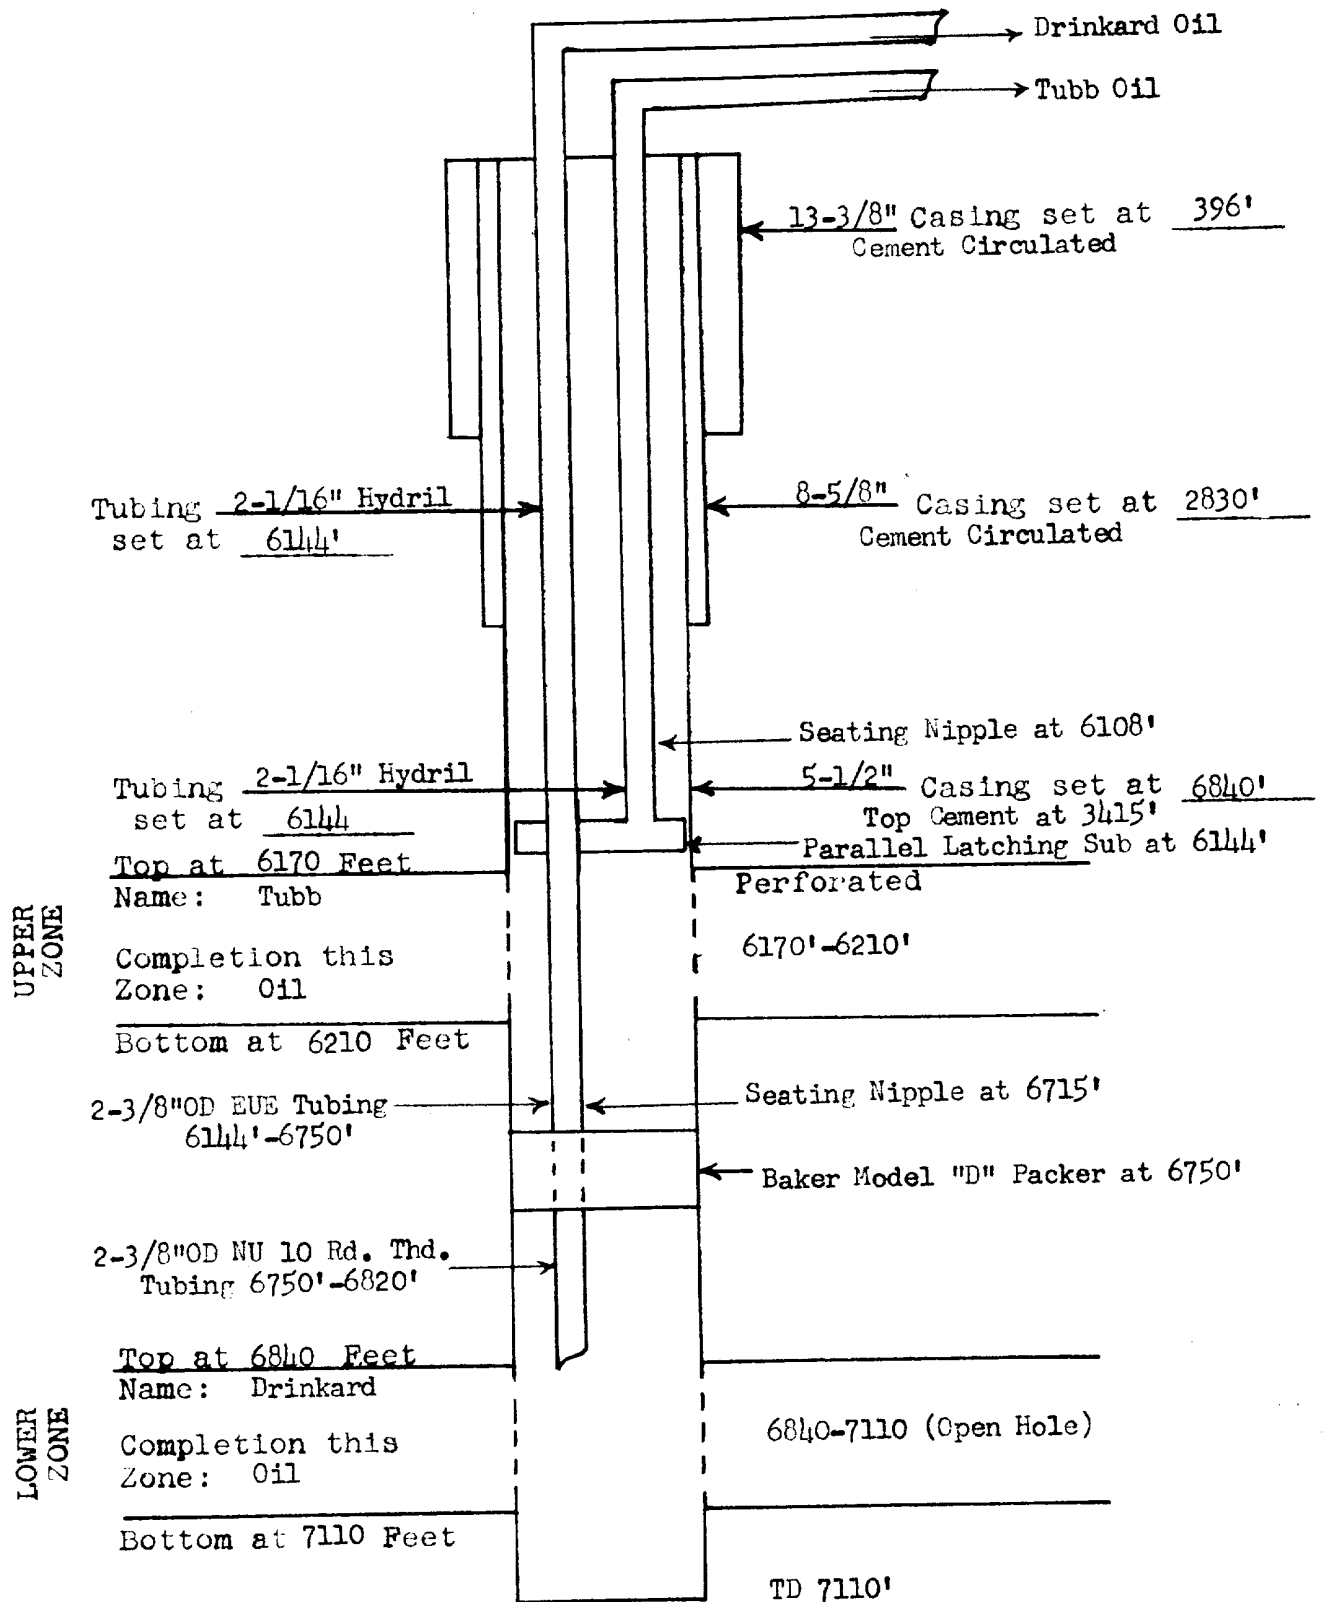 Drinkard Oil
Tubb Oil
13-3/8" Casing set at 396'
Cement Circulated
Tubing 2-1/16" Hydril
set at 6144'
8-5/8" Casing set at 2830'
Cement Circulated
Seating Nipple at 6108'
Tubing 2-1/16" Hydril
set at 6144
5-1/2" Casing set at 6840'
Top Cement at 3415'
Parallel Latching Sub at 6144'
UPPER
ZONE
Top at 6170 Feet
Name: Tubb
Completion this
Zone: Oil
Bottom at 6210 Feet
Perforated
6170'-6210'
2-3/8"OD EUE Tubing
6144'-6750'
Seating Nipple at 6715'
Baker Model "D" Packer at 6750'
2-3/8"OD NU 10 Rd. Thd.
Tubing 6750'-6820'
LOWER
ZONE
Top at 6840 Feet
Name: Drinkard
Completion this
Zone: Oil
Bottom at 7110 Feet
6840-7110 (Open Hole)
TD 7110'